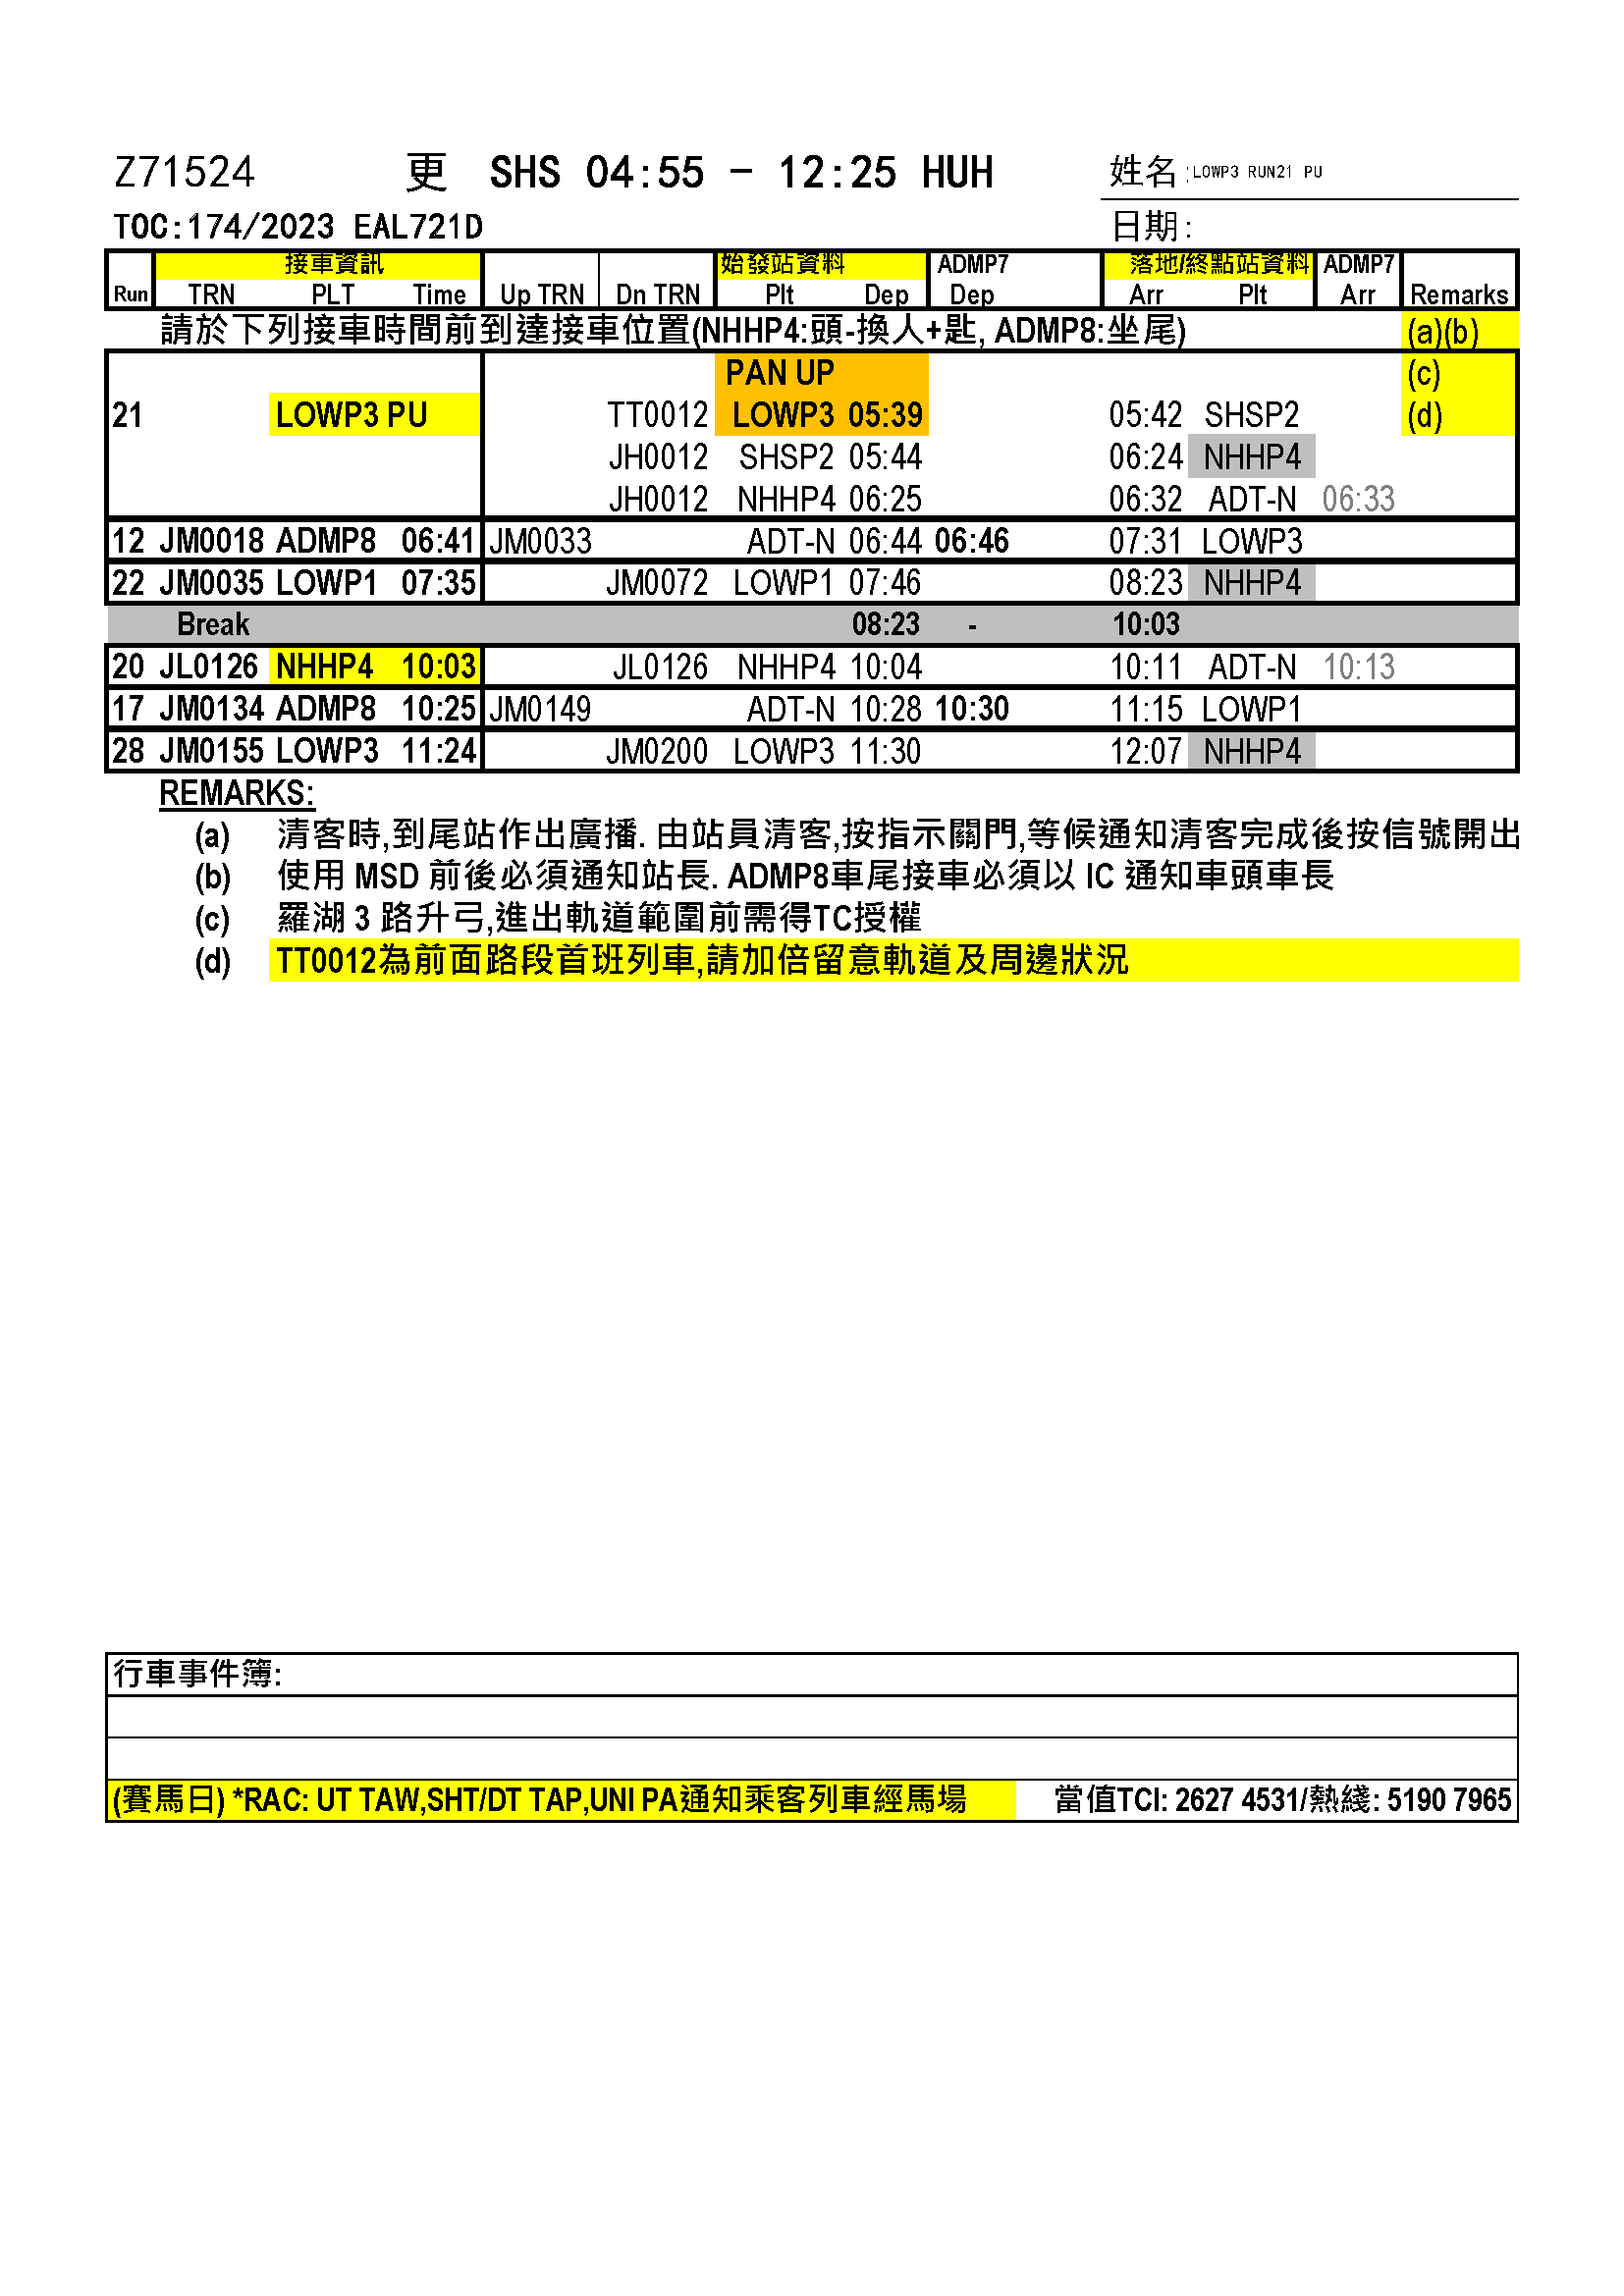 Z71524 更 SHS 04:55 - 12:25 HUH 姓名:LOWP3 RUN21 PU
TOC:174/2023 EAL721D 日期:
接車資訊 始發站資料 ADMP7 落地/終點站資料 ADMP7
Run TRN PLT Time Up TRN Dn TRN Plt Dep Dep Arr Plt Arr Remarks
請於下列接車時間前到達接車位置(NHHP4:頭-換人+匙, ADMP8:坐尾) (a)(b)
PAN UP (c)
21 LOWP3 PU TT0012 LOWP3 05:39 05:42 SHSP2 (d)
JH0012 SHSP2 05:44 06:24 NHHP4
JH0012 NHHP4 06:25 06:32 ADT-N 06:33
12 JM0018 ADMP8 06:41 JM0033 ADT-N 06:44 06:46 07:31 LOWP3
22 JM0035 LOWP1 07:35 JM0072 LOWP1 07:46 08:23 NHHP4
Break 08:23 - 10:03
20 JL0126 NHHP4 10:03 JL0126 NHHP4 10:04 10:11 ADT-N 10:13
17 JM0134 ADMP8 10:25 JM0149 ADT-N 10:28 10:30 11:15 LOWP1
28 JM0155 LOWP3 11:24 JM0200 LOWP3 11:30 12:07 NHHP4
REMARKS:
(a) 清客時,到尾站作出廣播. 由站員清客,按指示關門,等候通知清客完成後按信號開出
(b) 使用 MSD 前後必須通知站長. ADMP8車尾接車必須以 IC 通知車頭車長
(c) 羅湖 3 路升弓,進出軌道範圍前需得TC授權
(d) TT0012為前面路段首班列車,請加倍留意軌道及周邊狀況
行車事件簿:
(賽馬日) *RAC: UT TAW,SHT/DT TAP,UNI PA通知乘客列車經馬場 當值TCI: 2627 4531/熱綫: 5190 7965